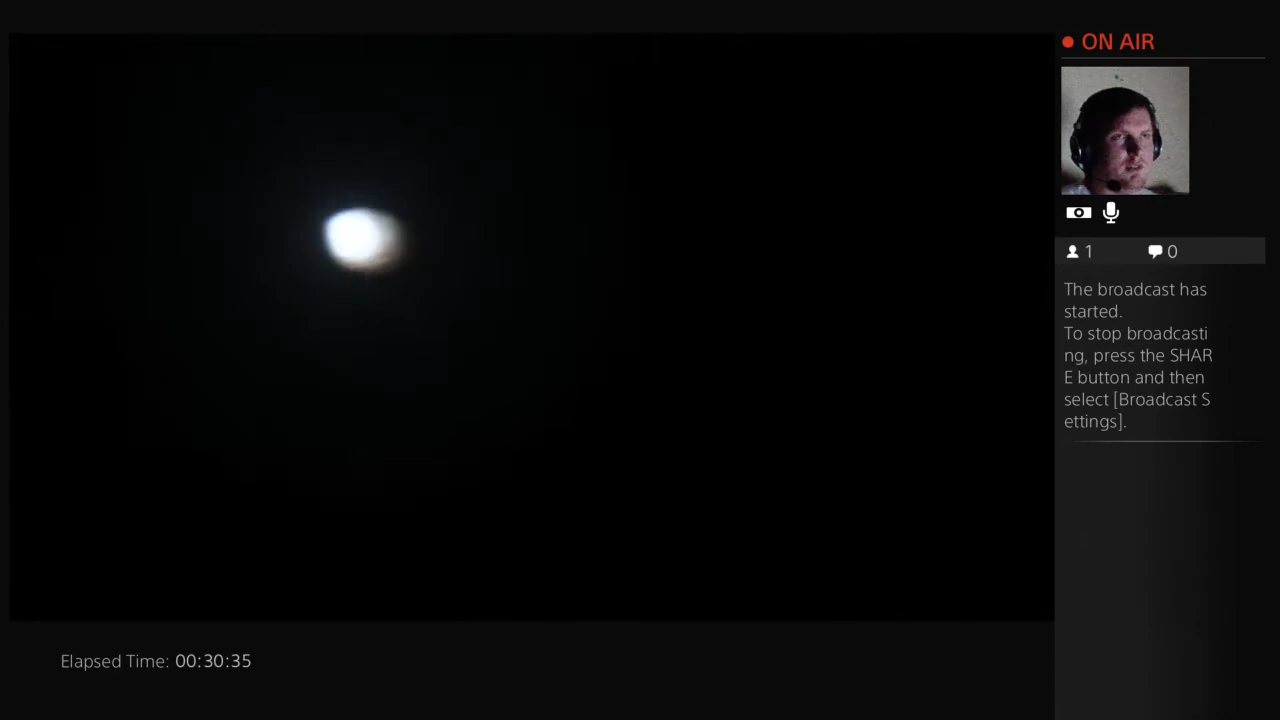 ON AIR
1 0
The broadcast has
started.
To stop broadcasti
ng, press the SHAR
E button and then
select [Broadcast S
ettings].
Elapsed Time: 00:30:35